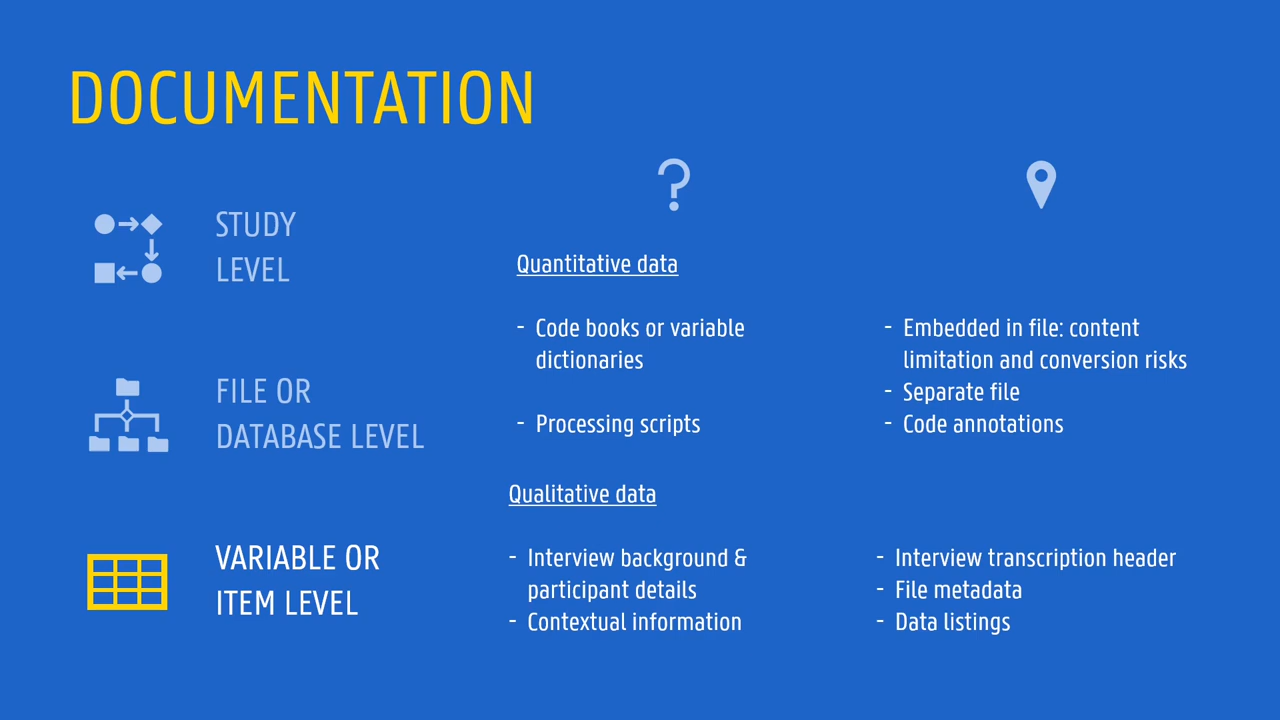 DOCUMENTATION
?
STUDY
LEVEL
FILE OR
DATABASE LEVEL
VARIABLE OR
ITEM LEVEL
Quantitative data
- Code books or variable
dictionaries
- Processing scripts
- Embedded in file: content
limitation and conversion risks
- Separate file
- Code annotations
Qualitative data
- Interview background &
participant details
- Contextual information
- Interview transcription header
- File metadata
- Data listings